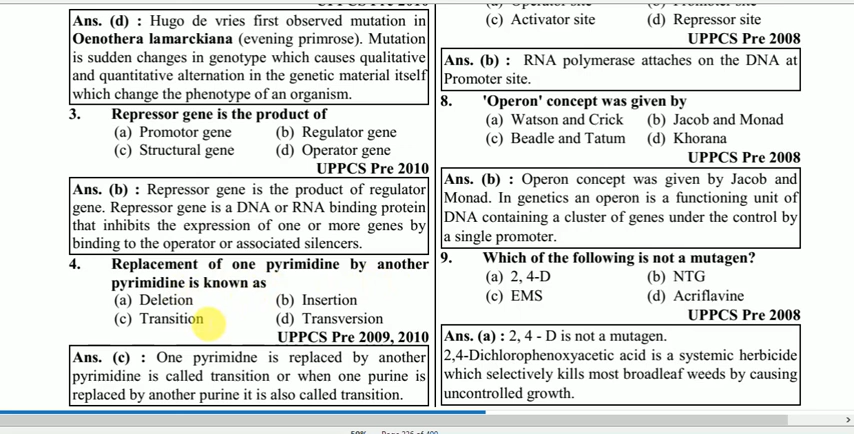 Ans. (d) : Hugo de vries first observed mutation in
Oenothera lamarckiana (evening primrose). Mutation
is sudden changes in genotype which causes qualitative
and quantitative alternation in the genetic material itself
which change the phenotype of an organism.
3. Repressor gene is the product of
(a) Promotor gene (b) Regulator gene
(c) Structural gene (d) Operator gene
UPPCS Pre 2010
Ans. (b) : Repressor gene is the product of regulator
gene. Repressor gene is a DNA or RNA binding protein
that inhibits the expression of one or more genes by
binding to the operator or associated silencers.
4. Replacement of one pyrimidine by another
pyrimidine is known as
(a) Deletion (b) Insertion
(c) Transition (d) Transversion
UPPCS Pre 2009, 2010
Ans. (c) : One pyrimidne is replaced by another
pyrimidine is called transition or when one purine is
replaced by another purine it is also called transition.
(c) Activator site (d) Repressor site
UPPCS Pre 2008
Ans. (b) : RNA polymerase attaches on the DNA at
Promoter site.
8. 'Operon' concept was given by
(a) Watson and Crick (b) Jacob and Monad
(c) Beadle and Tatum (d) Khorana
UPPCS Pre 2008
Ans. (b) : Operon concept was given by Jacob and
Monad. In genetics an operon is a functioning unit of
DNA containing a cluster of genes under the control by
a single promoter.
9. Which of the following is not a mutagen?
(a) 2, 4-D (b) NTG
(c) EMS (d) Acriflavine
UPPCS Pre 2008
Ans. (a) : 2, 4 - D is not a mutagen.
2,4-Dichlorophenoxyacetic acid is a systemic herbicide
which selectively kills most broadleaf weeds by causing
uncontrolled growth.